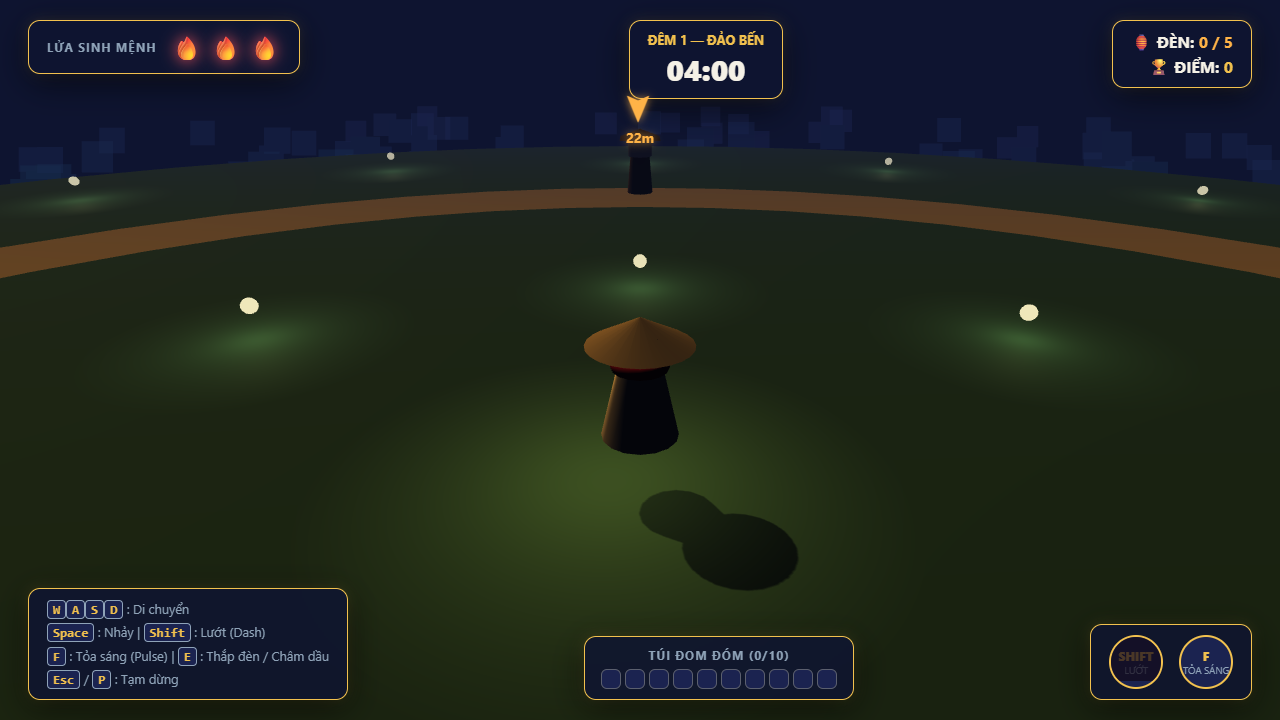 LỬA SINH MỆNH
ĐÊM 1 — ĐẢO BẾN
04:00
ĐÈN: 0 / 5
ĐIỂM: 0
22m
W A S D : Di chuyển
Space : Nhảy | Shift : Lướt (Dash)
F : Tỏa sáng (Pulse) | E : Thắp đèn / Châm dầu
Esc / P : Tạm dừng
TÚI ĐOM ĐÓM (0/10)
SHIFT
LƯỚT
F
TỎA SÁNG